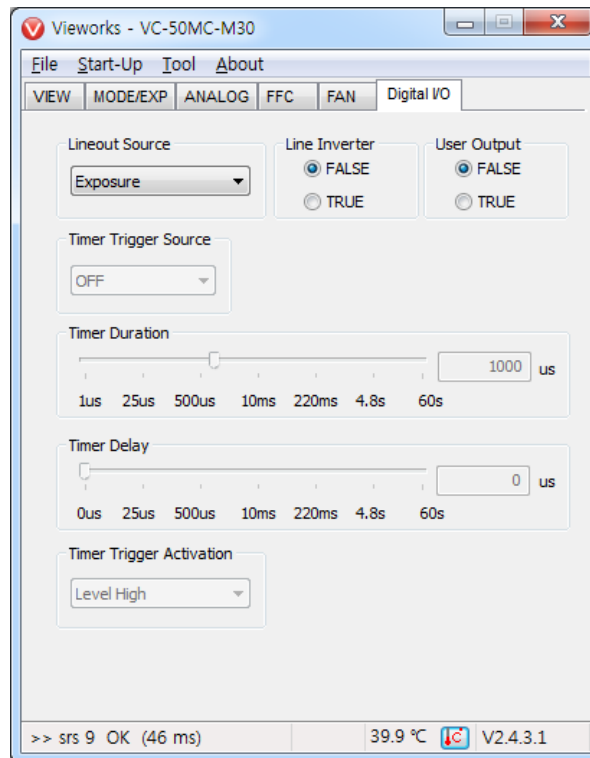 Vieworks - VC-50MC-M30
File Start-Up Tool About
VIEW MODE/EXP ANALOG FFC FAN Digital I/O
Lineout Source Line Inverter User Output
Exposure FALSE FALSE
TRUE TRUE
Timer Trigger Source
OFF
Timer Duration
1000 us
1us 25us 500us 10ms 220ms 4.8s 60s
Timer Delay
0 us
0us 25us 500us 10ms 220ms 4.8s 60s
Timer Trigger Activation
Level High
>> srs 9 OK (46 ms) 39.9 ℃ C V2.4.3.1